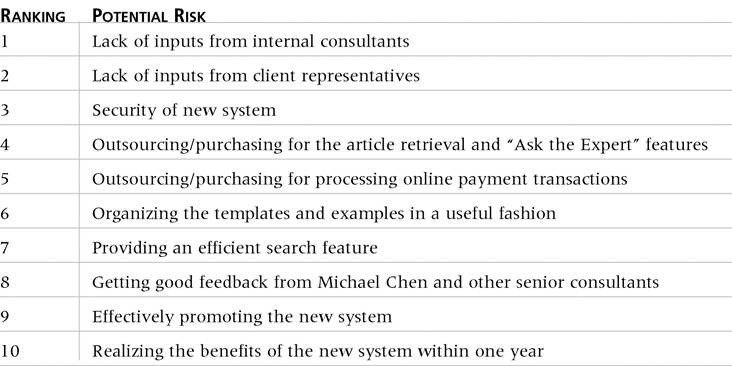 RANKING POTENTIAL RISK
1 Lack of inputs from internal consultants
2 Lack of inputs from client representatives
3 Security of new system
4 Outsourcing/purchasing for the article retrieval and “Ask the Expert” features
5 Outsourcing/purchasing for processing online payment transactions
6 Organizing the templates and examples in a useful fashion
7 Providing an efficient search feature
8 Getting good feedback from Michael Chen and other senior consultants
9 Effectively promoting the new system
10 Realizing the benefits of the new system within one year